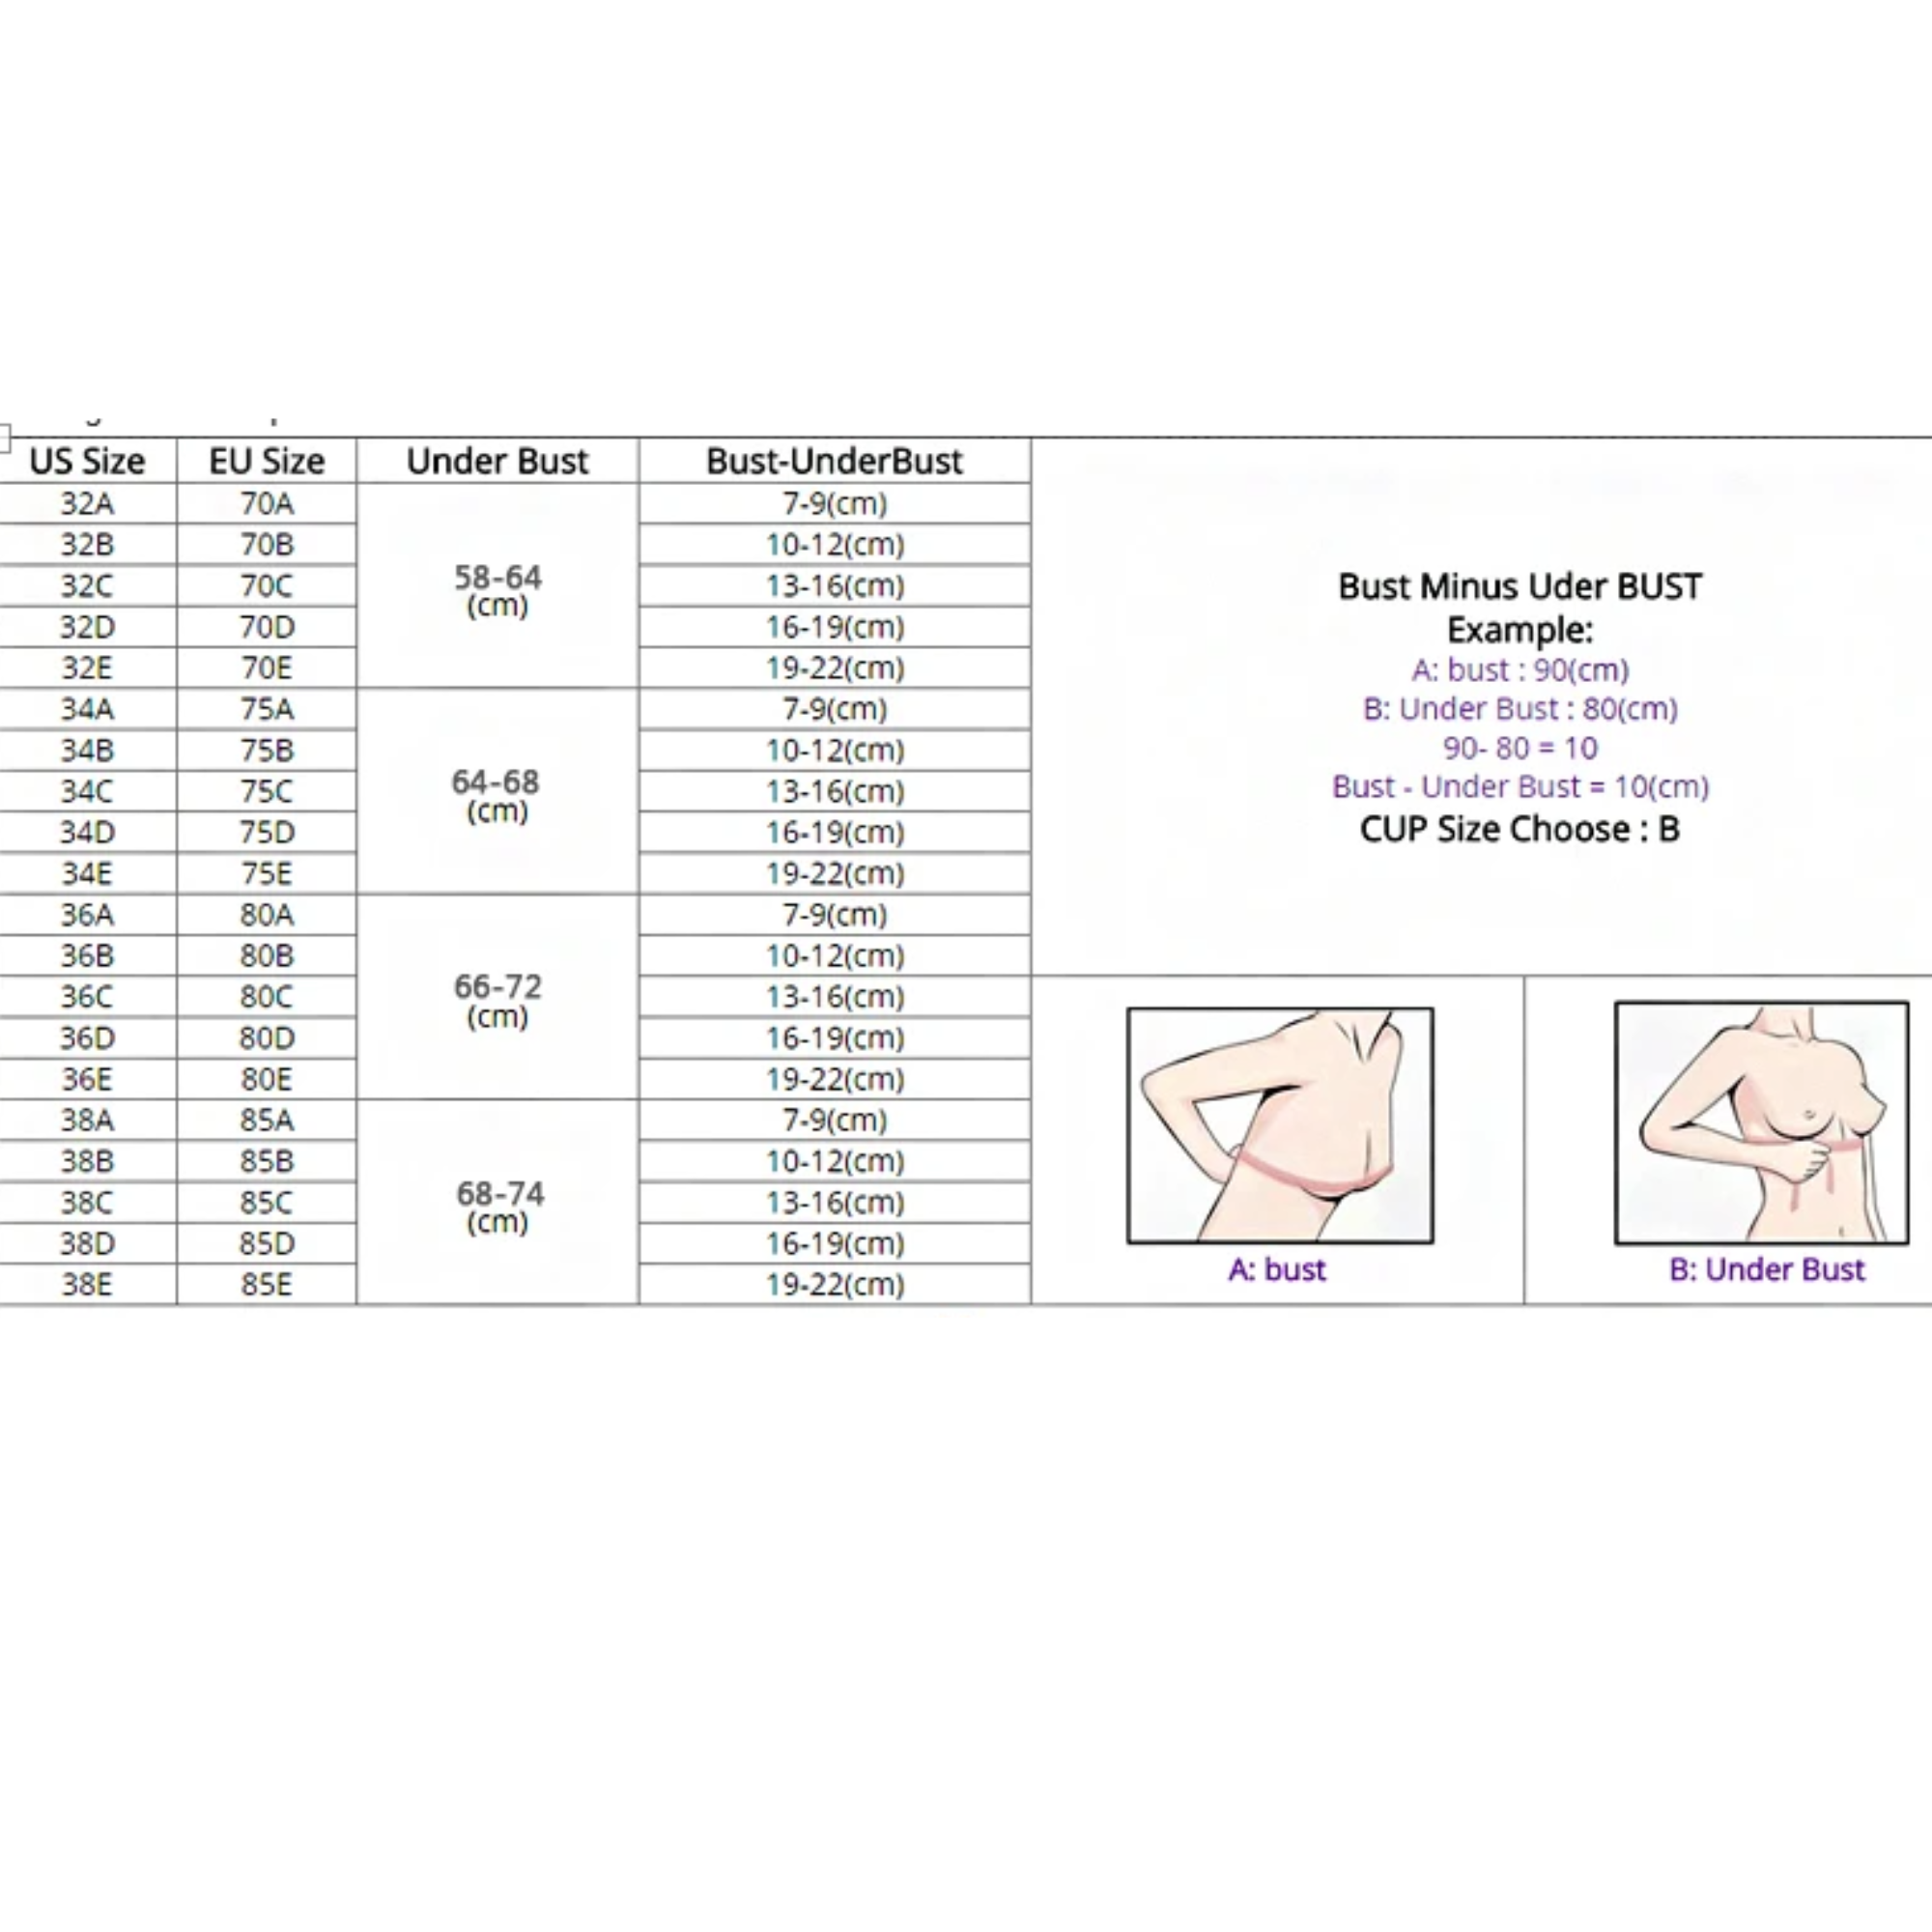 US Size EU Size Under Bust Bust-UnderBust
32A 70A 7-9(cm)
32B 70B 10-12(cm)
32C 70C 13-16(cm)
32D 70D 16-19(cm)
32E 70E 19-22(cm)
58-64
(cm)
34A 75A 7-9(cm)
34B 75B 10-12(cm)
34C 75C 13-16(cm)
34D 75D 16-19(cm)
34E 75E 19-22(cm)
64-68
(cm)
36A 80A 7-9(cm)
36B 80B 10-12(cm)
36C 80C 13-16(cm)
36D 80D 16-19(cm)
36E 80E 19-22(cm)
66-72
(cm)
38A 85A 7-9(cm)
38B 85B 10-12(cm)
38C 85C 13-16(cm)
38D 85D 16-19(cm)
38E 85E 19-22(cm)
68-74
(cm)
Bust Minus Uder BUST
Example:
A: bust : 90(cm)
B: Under Bust : 80(cm)
90- 80 = 10
Bust - Under Bust = 10(cm)
CUP Size Choose : B
A: bust
B: Under Bust